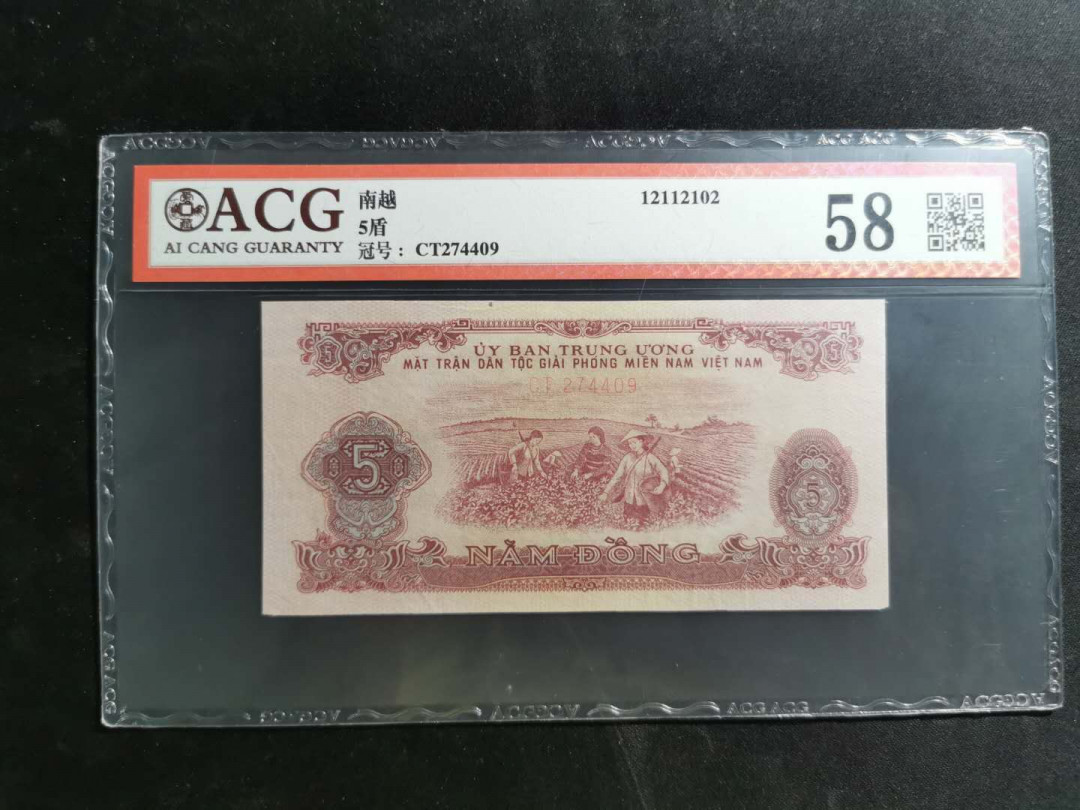 ACG
AI CANG GUARANTY
南越
5盾
冠号： CT274409
12112102
58
ỦY BAN TRUNG ƯƠNG
MẶT TRẬN DÂN TỘC GIẢI PHÓNG MIỀN NAM VIỆT NAM
CT 274409
5
5
NĂM ĐỒNG